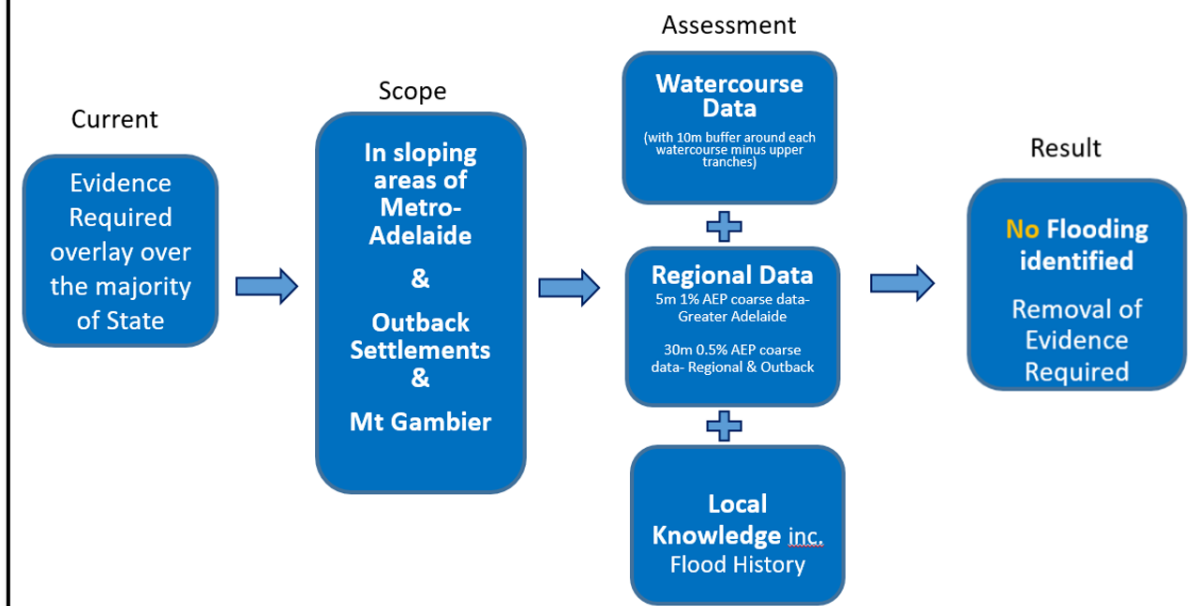 Current
Evidence
Required
overlay over
the majority
of State
Scope
In sloping
areas of
Metro-
Adelaide
&
Outback
Settlements
&
Mt Gambier
Assessment
Watercourse
Data
(with 10m buffer around each
watercourse minus upper
tranches)
Regional Data
5m 1% AEP coarse data-
Greater Adelaide
30m 0.5% AEP coarse
data- Regional & Outback
Local
Knowledge inc.
Flood History
Result
No Flooding
identified
Removal of
Evidence
Required